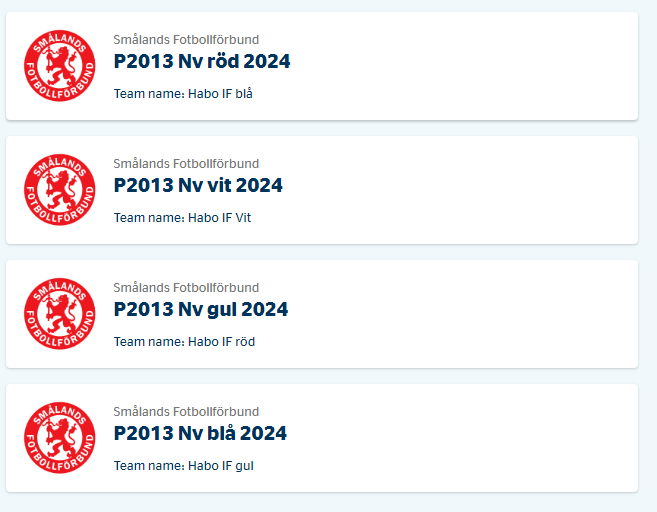 SMÅLANDS FOTBOLLFÖRBUND
Smålands Fotbollförbund
P2013 Nv röd 2024
Team name: Habo IF blå
SMÅLANDS FOTBOLLFÖRBUND
Smålands Fotbollförbund
P2013 Nv vit 2024
Team name: Habo IF Vit
SMÅLANDS FOTBOLLFÖRBUND
Smålands Fotbollförbund
P2013 Nv gul 2024
Team name: Habo IF röd
SMÅLANDS FOTBOLLFÖRBUND
Smålands Fotbollförbund
P2013 Nv blå 2024
Team name: Habo IF gul